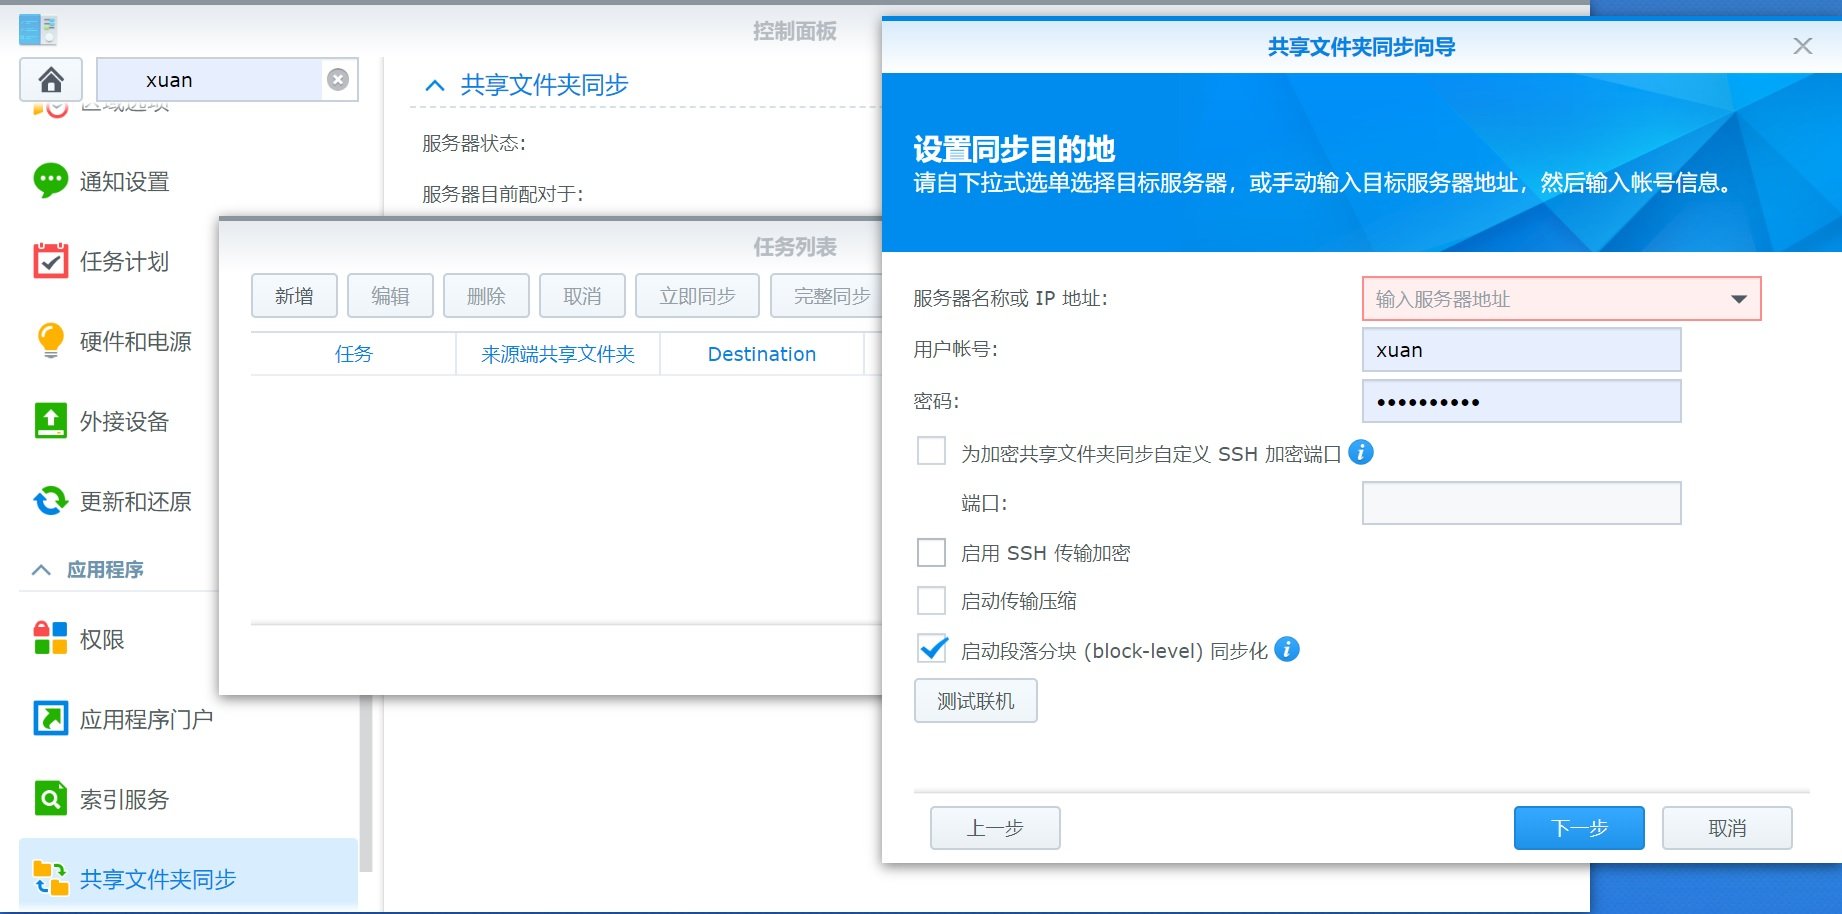 控制面板
xuan
区域选项
通知设置
任务计划
硬件和电源
外接设备
更新和还原
应用程序
权限
应用程序门户
索引服务
共享文件夹同步
共享文件夹同步
服务器状态:
服务器目前配对于:
任务列表
新增
编辑
删除
取消
立即同步
完整同步
任务 来源端共享文件夹 Destination
共享文件夹同步向导
设置同步目的地
请自下拉式选单选择目标服务器，或手动输入目标服务器地址，然后输入帐号信息。
服务器名称或 IP 地址: 输入服务器地址
用户帐号: xuan
密码: ••••••••••
为加密共享文件夹同步自定义 SSH 加密端口
端口:
启用 SSH 传输加密
启动传输压缩
启动段落分块 (block-level) 同步化
测试联机
上一步
下一步
取消